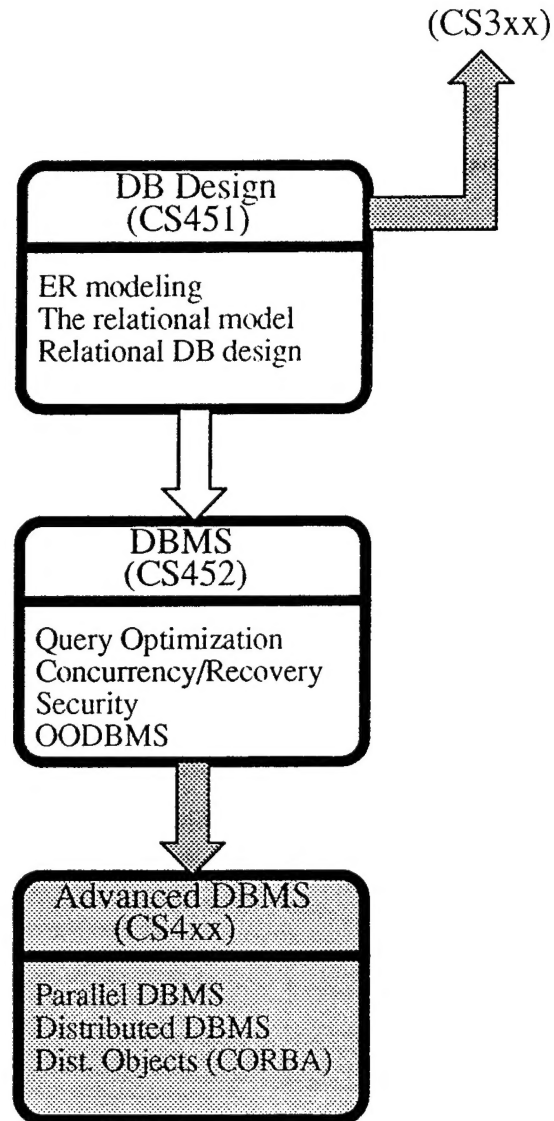 (CS3xx)
DB Design
(CS451)
ER modeling
The relational model
Relational DB design
DBMS
(CS452)
Query Optimization
Concurrency/Recovery
Security
OODBMS
Advanced DBMS
(CS4xx)
Parallel DBMS
Distributed DBMS
Dist. Objects (CORBA)